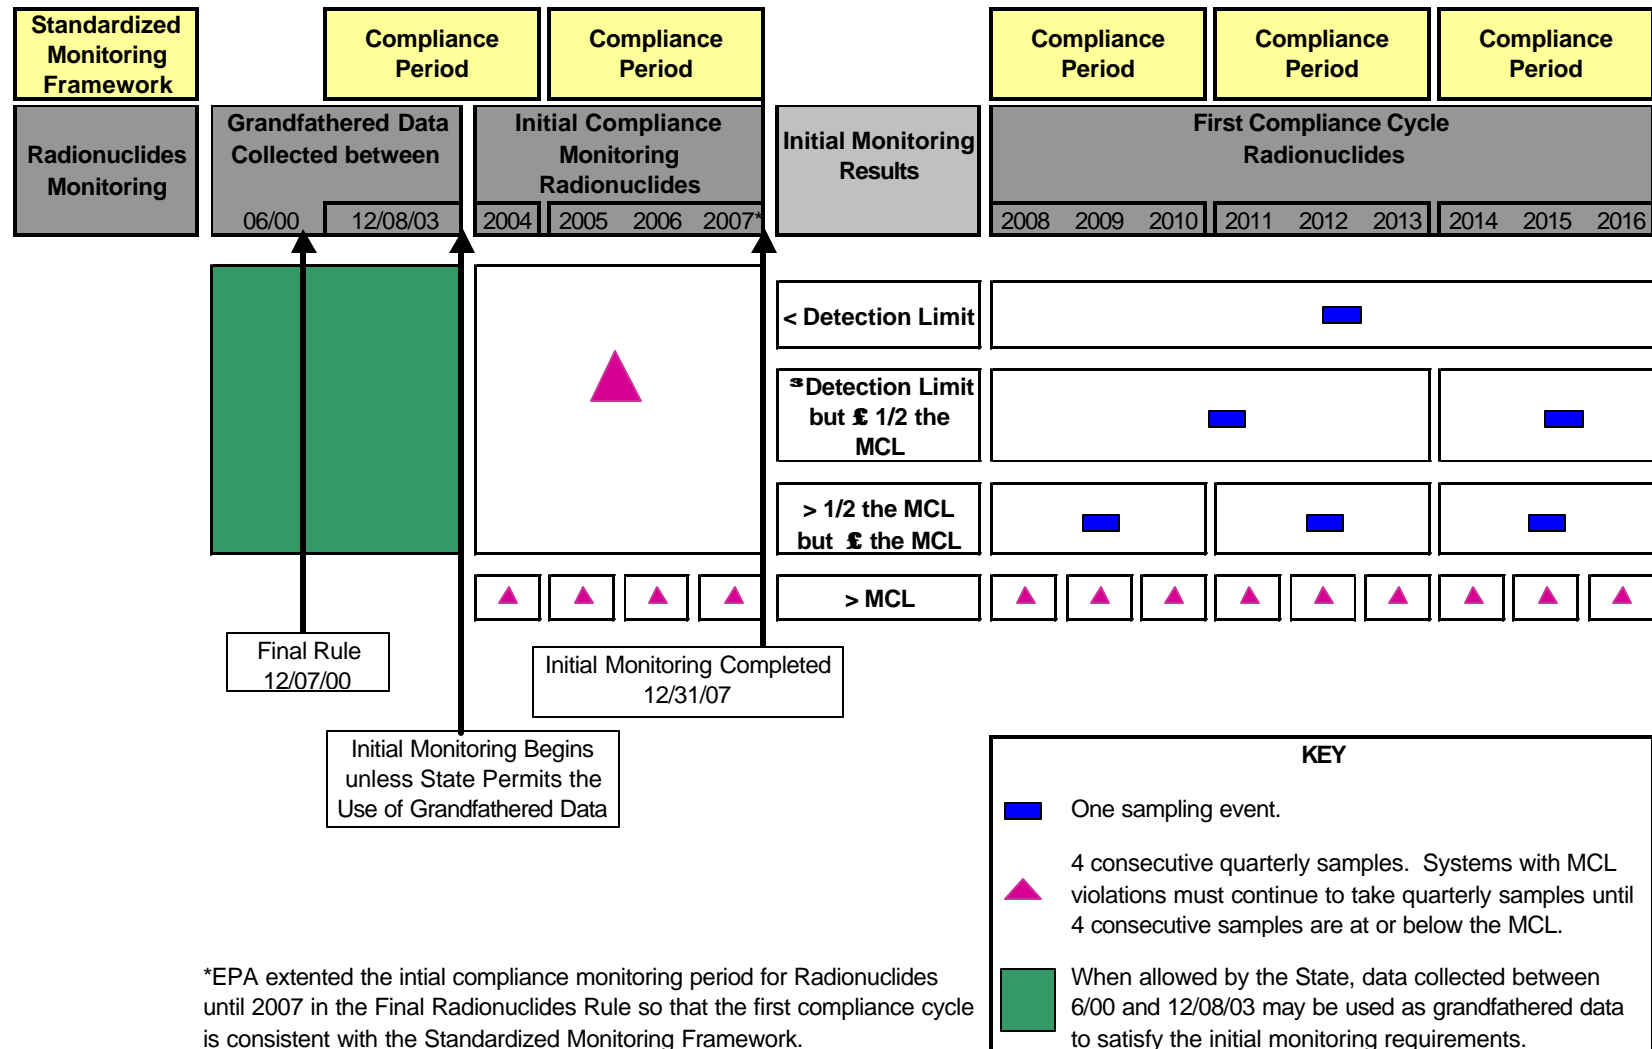 Standardized
Monitoring
Framework
Compliance
Period
Compliance
Period
Compliance
Period
Compliance
Period
Compliance
Period
Radionuclides
Monitoring
Grandfathered Data
Collected between
06/00
12/08/03
Initial Compliance
Monitoring
Radionuclides
2004 2005 2006 2007*
Initial Monitoring
Results
First Compliance Cycle
Radionuclides
2008 2009 2010 2011 2012 2013 2014 2015 2016
< Detection Limit
³Detection Limit
but £ 1/2 the
MCL
> 1/2 the MCL
but £ the MCL
> MCL
Final Rule
12/07/00
Initial Monitoring Completed
12/31/07
Initial Monitoring Begins
unless State Permits the
Use of Grandfathered Data
KEY
One sampling event.
4 consecutive quarterly samples. Systems with MCL
violations must continue to take quarterly samples until
4 consecutive samples are at or below the MCL.
When allowed by the State, data collected between
6/00 and 12/08/03 may be used as grandfathered data
to satisfy the initial monitoring requirements.
*EPA extented the intial compliance monitoring period for Radionuclides
until 2007 in the Final Radionuclides Rule so that the first compliance cycle
is consistent with the Standardized Monitoring Framework.